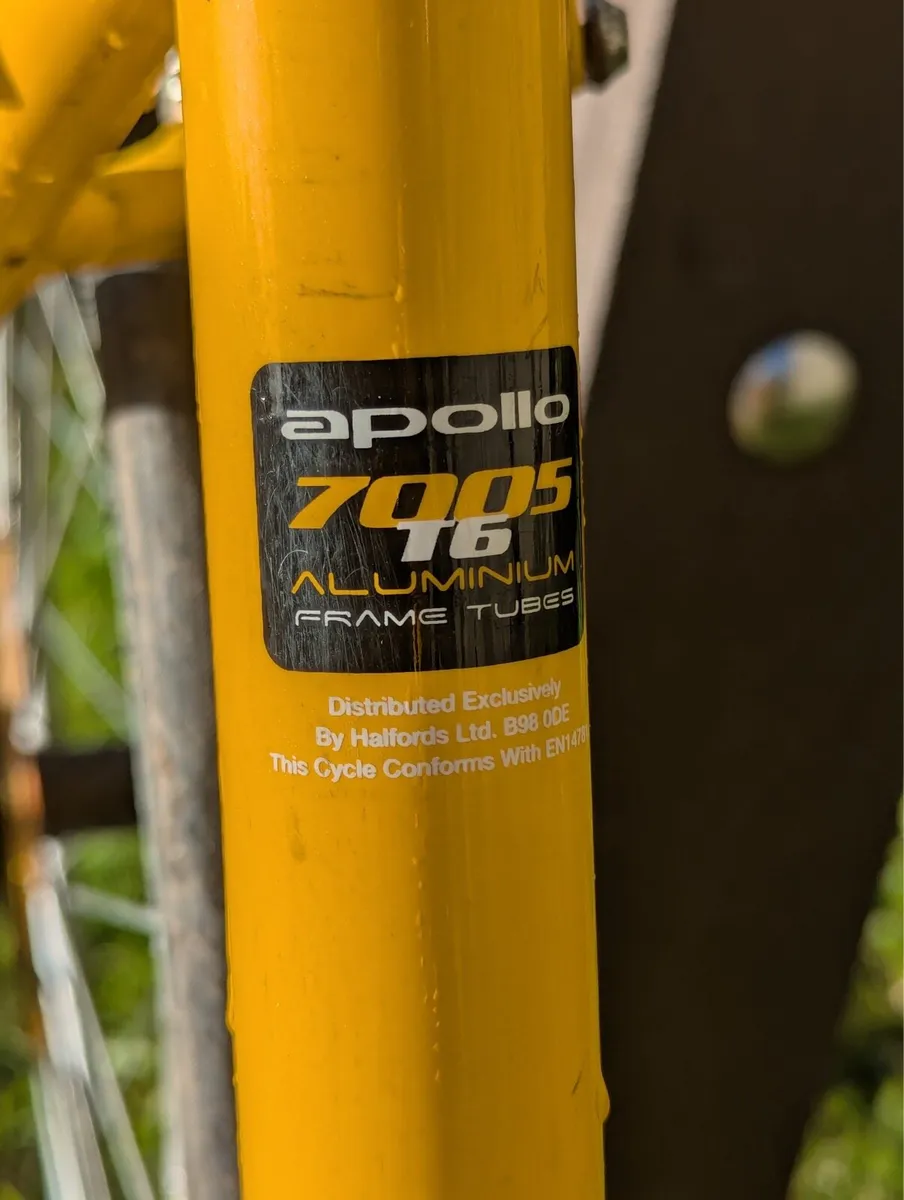 apollo
7005
T6
ALUMINIUM
FRAME TUBES
Distributed Exclusively
By Halfords Ltd. B98 0DE
This Cycle Conforms With